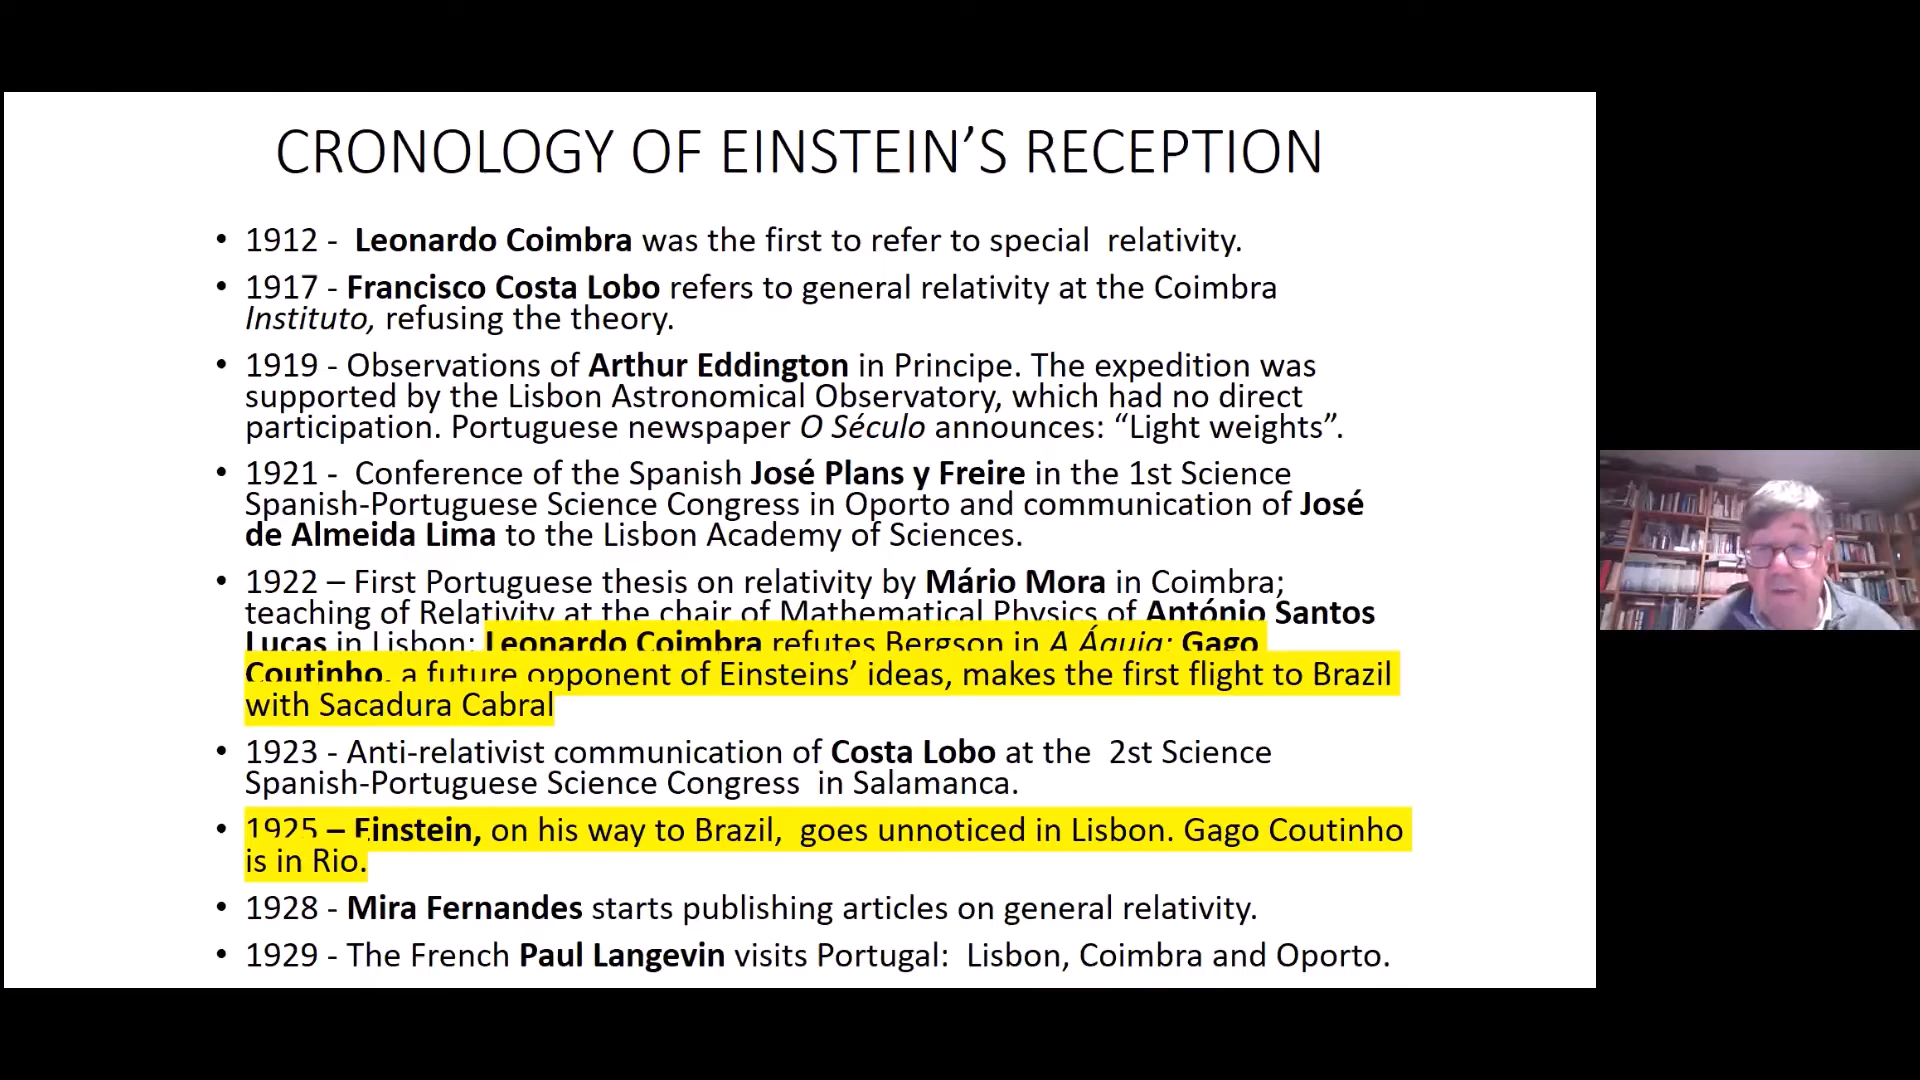 CRONOLOGY OF EINSTEIN’S RECEPTION
• 1912 - Leonardo Coimbra was the first to refer to special relativity.
• 1917 - Francisco Costa Lobo refers to general relativity at the Coimbra
Instituto, refusing the theory.
• 1919 - Observations of Arthur Eddington in Principe. The expedition was
supported by the Lisbon Astronomical Observatory, which had no direct
participation. Portuguese newspaper O Século announces: “Light weights”.
• 1921 - Conference of the Spanish José Plans y Freire in the 1st Science
Spanish-Portuguese Science Congress in Oporto and communication of José
de Almeida Lima to the Lisbon Academy of Sciences.
• 1922 – First Portuguese thesis on relativity by Mário Mora in Coimbra;
teaching of Relativity at the chair of Mathematical Physics of António Santos
Lucas in Lisbon; Leonardo Coimbra refutes Bergson in A Águia; Gago
Coutinho, a future opponent of Einsteins’ ideas, makes the first flight to Brazil
with Sacadura Cabral
• 1923 - Anti-relativist communication of Costa Lobo at the 2st Science
Spanish-Portuguese Science Congress in Salamanca.
• 1925 – Einstein, on his way to Brazil, goes unnoticed in Lisbon. Gago Coutinho
is in Rio.
• 1928 - Mira Fernandes starts publishing articles on general relativity.
• 1929 - The French Paul Langevin visits Portugal: Lisbon, Coimbra and Oporto.